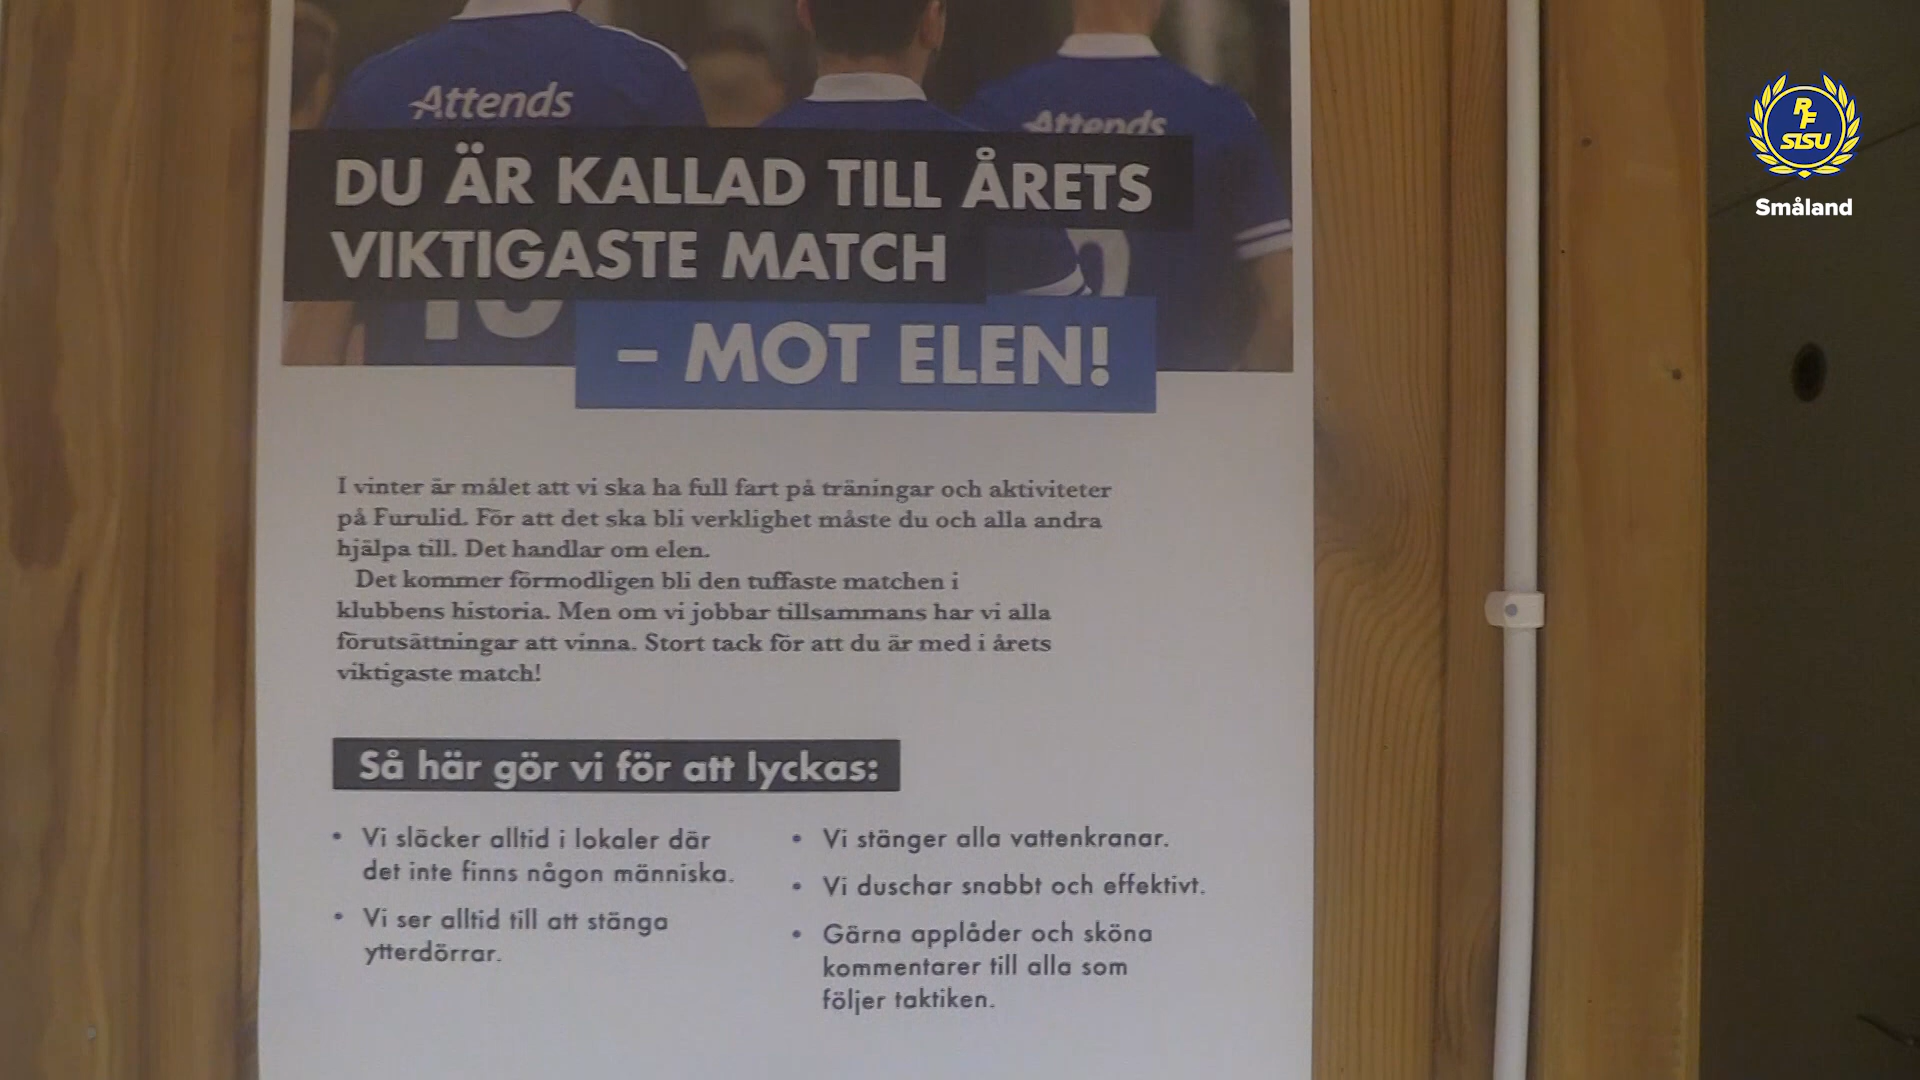 Attends
Attends
DU ÄR KALLAD TILL ÅRETS
VIKTIGASTE MATCH
– MOT ELEN!
I vinter är målet att vi ska ha full fart på träningar och aktiviteter
på Furulid. För att det ska bli verklighet måste du och alla andra
hjälpa till. Det handlar om elen.
Det kommer förmodligen bli den tuffaste matchen i
klubbens historia. Men om vi jobbar tillsammans har vi alla
förutsättningar att vinna. Stort tack för att du är med i årets
viktigaste match!
Så här gör vi för att lyckas:
• Vi släcker alltid i lokaler där
det inte finns någon människa.
• Vi ser alltid till att stänga
ytterdörrar.
• Vi stänger alla vattenkranar.
• Vi duschar snabbt och effektivt.
• Gärna applåder och sköna
kommentarer till alla som
följer taktiken.
RF
SISU
Småland